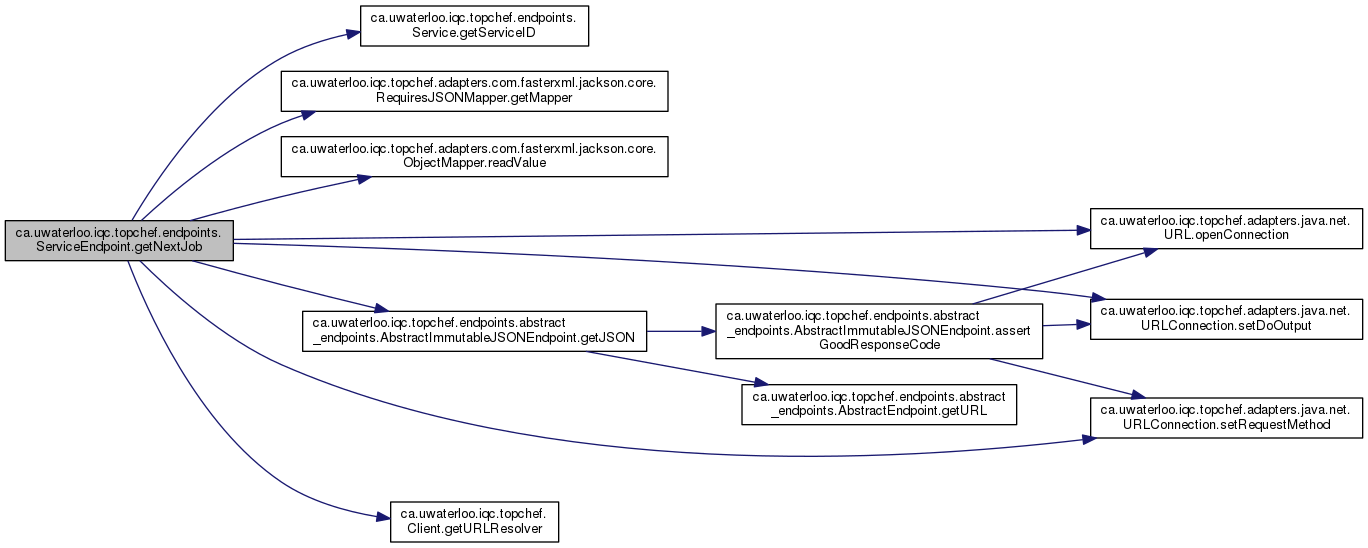 ca.uwaterloo.iqc.topchef.endpoints.
Service.getServiceID
ca.uwaterloo.iqc.topchef.adapters.com.fasterxml.jackson.core.
RequiresJSONMapper.getMapper
ca.uwaterloo.iqc.topchef.adapters.com.fasterxml.jackson.core.
ObjectMapper.readValue
ca.uwaterloo.iqc.topchef.endpoints.
ServiceEndpoint.getNextJob
ca.uwaterloo.iqc.topchef.adapters.java.net.
URL.openConnection
ca.uwaterloo.iqc.topchef.endpoints.abstract
_endpoints.AbstractImmutableJSONEndpoint.getJSON
ca.uwaterloo.iqc.topchef.endpoints.abstract
_endpoints.AbstractImmutableJSONEndpoint.assert
GoodResponseCode
ca.uwaterloo.iqc.topchef.adapters.java.net.
URLConnection.setDoOutput
ca.uwaterloo.iqc.topchef.endpoints.abstract
_endpoints.AbstractEndpoint.getURL
ca.uwaterloo.iqc.topchef.adapters.java.net.
URLConnection.setRequestMethod
ca.uwaterloo.iqc.topchef.
Client.getURLResolver